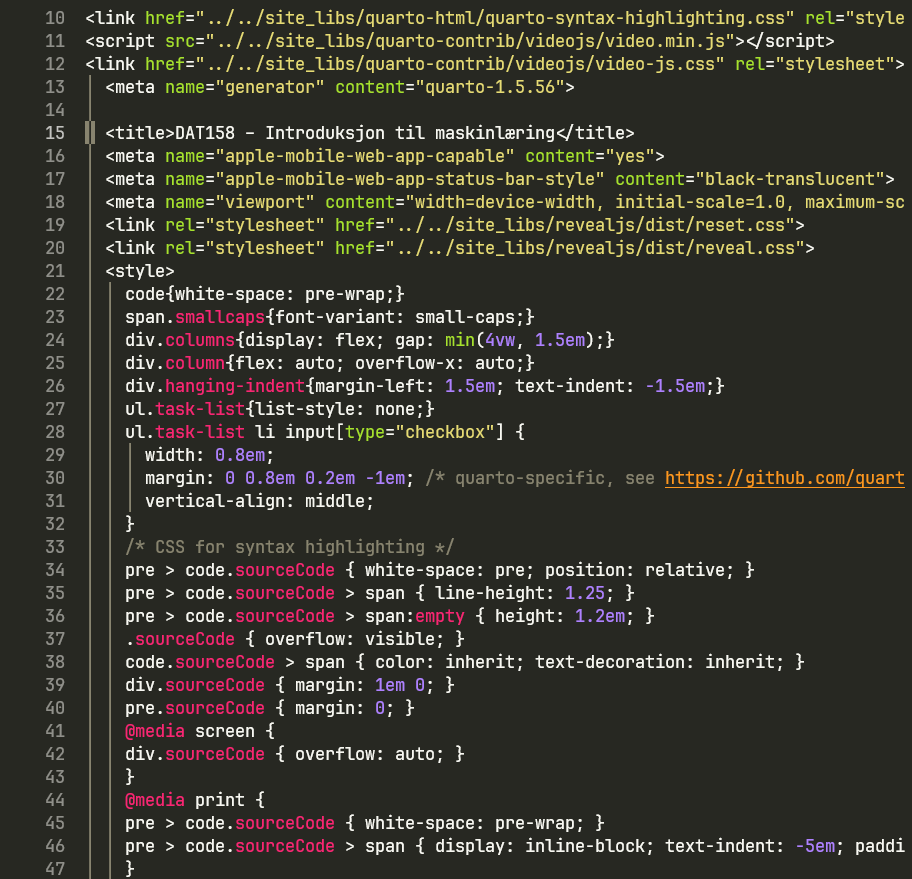 10 <link href="../../site_libs/quarto-html/quarto-syntax-highlighting.css" rel="style
11 <script src="../../site_libs/quarto-contrib/videojs/video.min.js"></script>
12 <link href="../../site_libs/quarto-contrib/videojs/video-js.css" rel="stylesheet">
13 <meta name="generator" content="quarto-1.5.56">
14
15 <title>DAT158 – Introduksjon til maskinlæring</title>
16 <meta name="apple-mobile-web-app-capable" content="yes">
17 <meta name="apple-mobile-web-app-status-bar-style" content="black-translucent">
18 <meta name="viewport" content="width=device-width, initial-scale=1.0, maximum-sc
19 <link rel="stylesheet" href="../../site_libs/revealjs/dist/reset.css">
20 <link rel="stylesheet" href="../../site_libs/revealjs/dist/reveal.css">
21 <style>
22 code{white-space: pre-wrap;}
23 span.smallcaps{font-variant: small-caps;}
24 div.columns{display: flex; gap: min(4vw, 1.5em);}
25 div.column{flex: auto; overflow-x: auto;}
26 div.hanging-indent{margin-left: 1.5em; text-indent: -1.5em;}
27 ul.task-list{list-style: none;}
28 ul.task-list li input[type="checkbox"] {
29 width: 0.8em;
30 margin: 0 0.8em 0.2em -1em; /* quarto-specific, see https://github.com/quart
31 vertical-align: middle;
32 }
33 /* CSS for syntax highlighting */
34 pre > code.sourceCode { white-space: pre; position: relative; }
35 pre > code.sourceCode > span { line-height: 1.25; }
36 pre > code.sourceCode > span:empty { height: 1.2em; }
37 .sourceCode { overflow: visible; }
38 code.sourceCode > span { color: inherit; text-decoration: inherit; }
39 div.sourceCode { margin: 1em 0; }
40 pre.sourceCode { margin: 0; }
41 @media screen {
42 div.sourceCode { overflow: auto; }
43 }
44 @media print {
45 pre > code.sourceCode { white-space: pre-wrap; }
46 pre > code.sourceCode > span { display: inline-block; text-indent: -5em; paddi
47 }